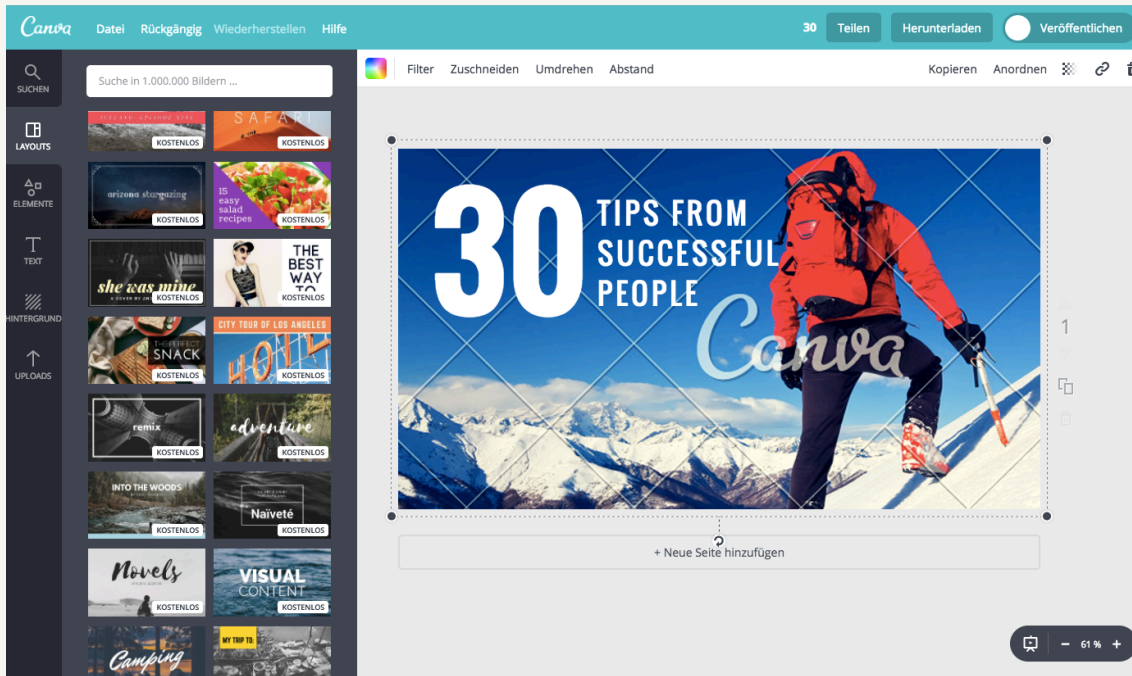 Canva
Datei Rückgängig Wiederherstellen Hilfe
30 Teilen Herunterladen Veröffentlichen
SUCHEN
LAYOUTS
ELEMENTE
TEXT
HINTERGRUND
UPLOADS
Suche in 1.000.000 Bildern ...
KOSTENLOS
SAFARI
KOSTENLOS
arizona stargazing
KOSTENLOS
15
easy
salad
recipes
KOSTENLOS
she was mine
KOSTENLOS
THE
BEST
WAY
TO
KOSTENLOS
THE PERFECT
SNACK
KOSTENLOS
CITY TOUR OF LOS ANGELES
HOTE
KOSTENLOS
remix
KOSTENLOS
adventure
KOSTENLOS
INTO THE WOODS
KOSTENLOS
Naïveté
KOSTENLOS
Novels
KOSTENLOS
VISUAL
CONTENT
KOSTENLOS
Camping
MY TRIP TO:
Filter Zuschneiden Umdrehen Abstand
Kopieren Anordnen
30
TIPS FROM
SUCCESSFUL
PEOPLE
Canva
1
+ Neue Seite hinzufügen
61 %